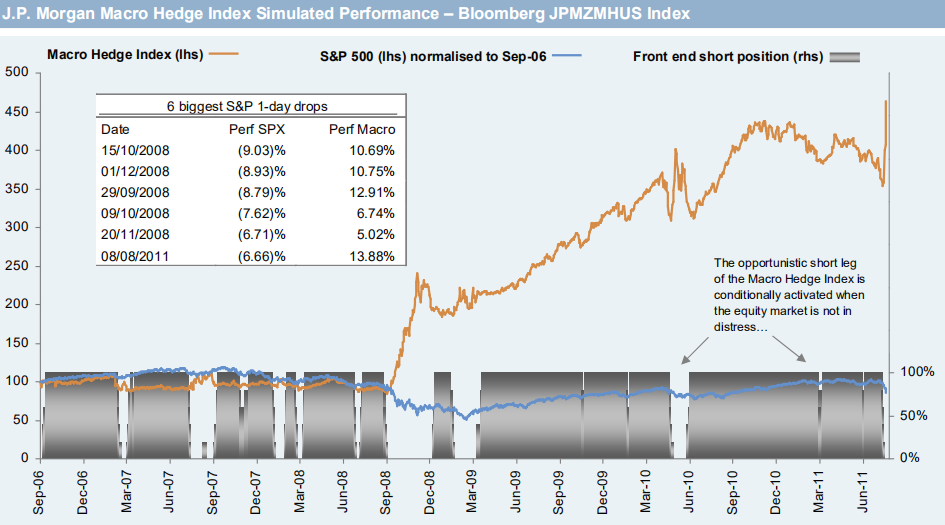 J.P. Morgan Macro Hedge Index Simulated Performance – Bloomberg JPMZMHUS Index
Macro Hedge Index (lhs)
S&P 500 (lhs) normalised to Sep-06
Front end short position (rhs)
500
450
400
350
300
250
200
150
100
50
0
6 biggest S&P 1-day drops
Date Perf SPX Perf Macro
15/10/2008 (9.03)% 10.69%
01/12/2008 (8.93)% 10.75%
29/09/2008 (8.79)% 12.91%
09/10/2008 (7.62)% 6.74%
20/11/2008 (6.71)% 5.02%
08/08/2011 (6.66)% 13.88%
The opportunistic short leg
of the Macro Hedge Index is
conditionally activated when
the equity market is not in
distress…
100%
50%
0%
Sep-06
Dec-06
Mar-07
Jun-07
Sep-07
Dec-07
Mar-08
Jun-08
Sep-08
Dec-08
Mar-09
Jun-09
Sep-09
Dec-09
Mar-10
Jun-10
Sep-10
Dec-10
Mar-11
Jun-11